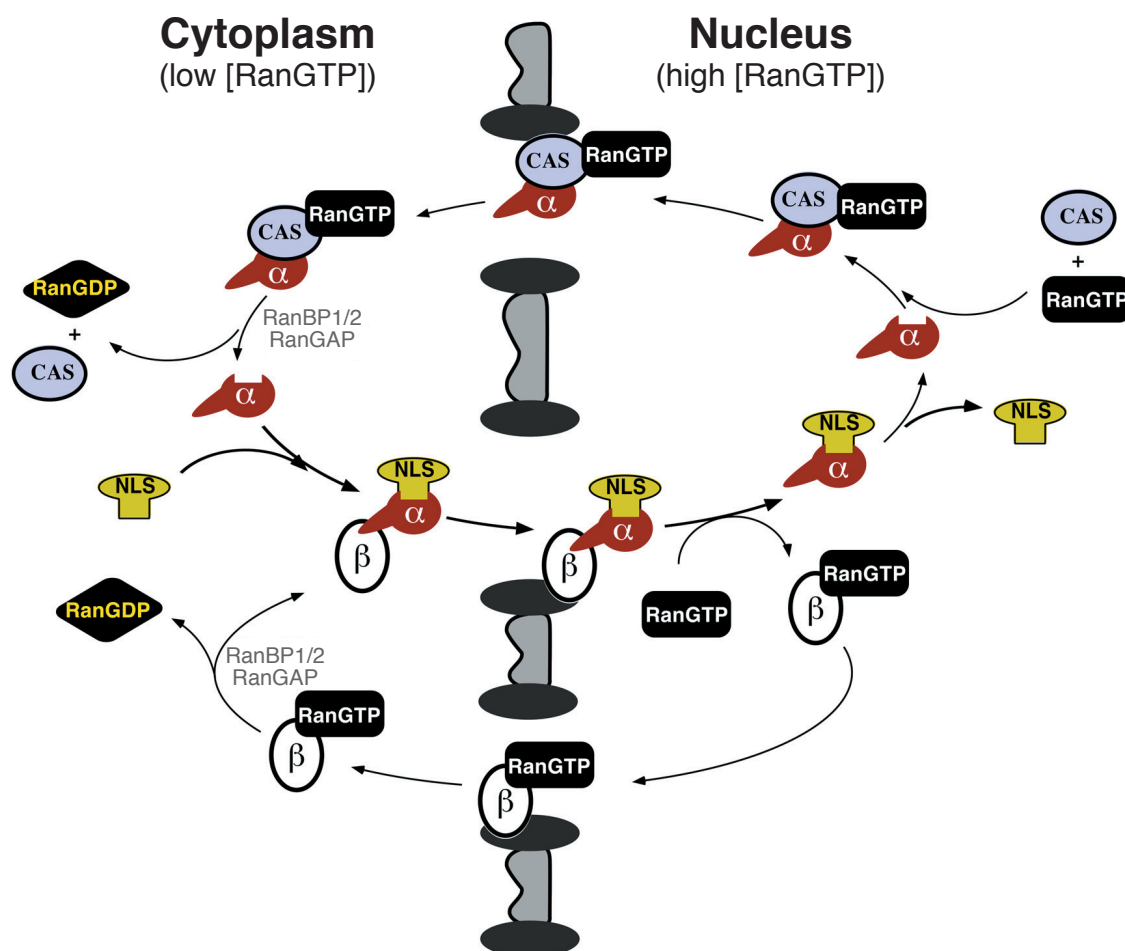 Cytoplasm
(low [RanGTP])
Nucleus
(high [RanGTP])
CAS
RanGTP
α
CAS
RanGTP
α
CAS
RanGTP
α
CAS
+
RanGTP
RanGDP
+
CAS
RanBP1/2
RanGAP
α
α
NLS
NLS
α
β
NLS
α
β
NLS
α
NLS
RanGTP
RanGTP
β
RanGDP
RanBP1/2
RanGAP
RanGTP
β
RanGTP
β